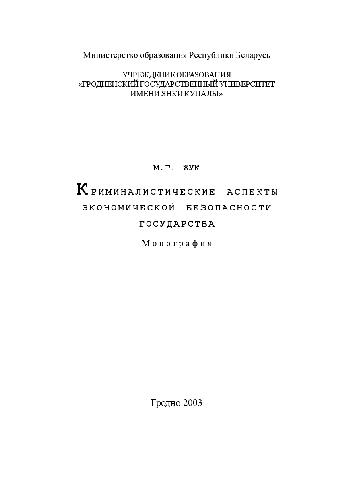 Министерство образования Республики Беларусь
УЧРЕЖДЕНИЕ ОБРАЗОВАНИЯ
«ГРОДНЕНСКИЙ ГОСУДАРСТВЕННЫЙ УНИВЕРСИТЕТ
ИМЕНИ ЯНКИ КУПАЛЫ»
М.Г. ЖУК
КРИМИНАЛИСТИЧЕСКИЕ АСПЕКТЫ
ЭКОНОМИЧЕСКОЙ БЕЗОПАСНОСТИ
ГОСУДАРСТВА
Монография
Гродно 2003